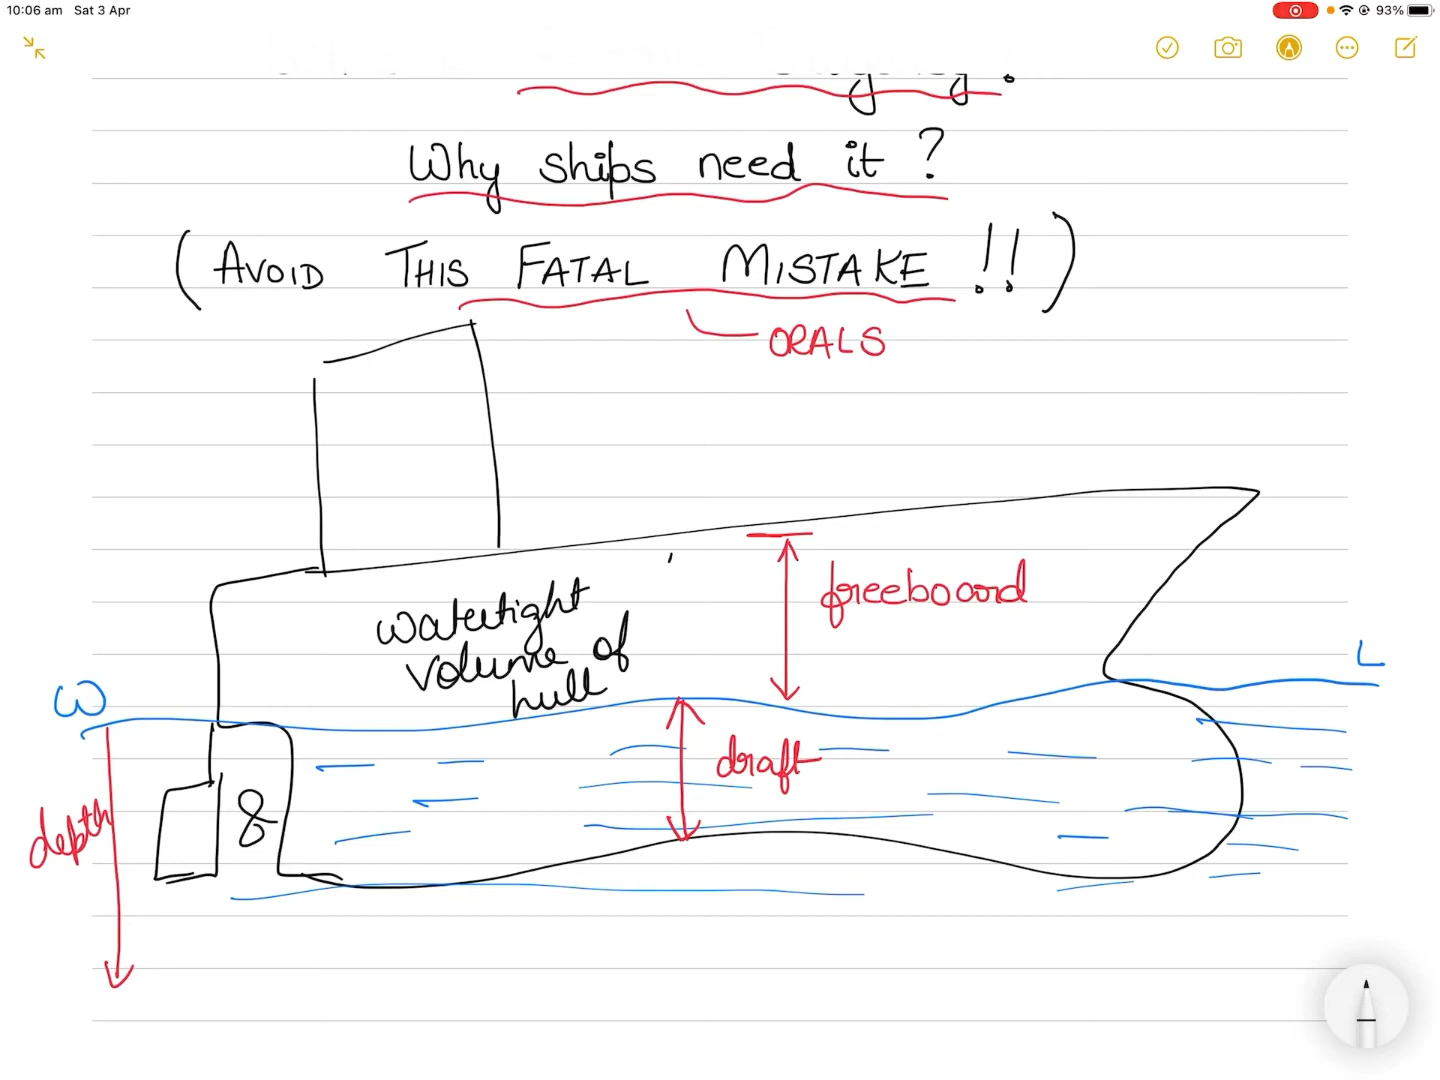 10:06 am Sat 3 Apr
93%
Why ships need it ?
( AVOID THIS FATAL MISTAKE !! )
ORALS
freeboard
watertight
volume of
hull
W
L
draft
depth